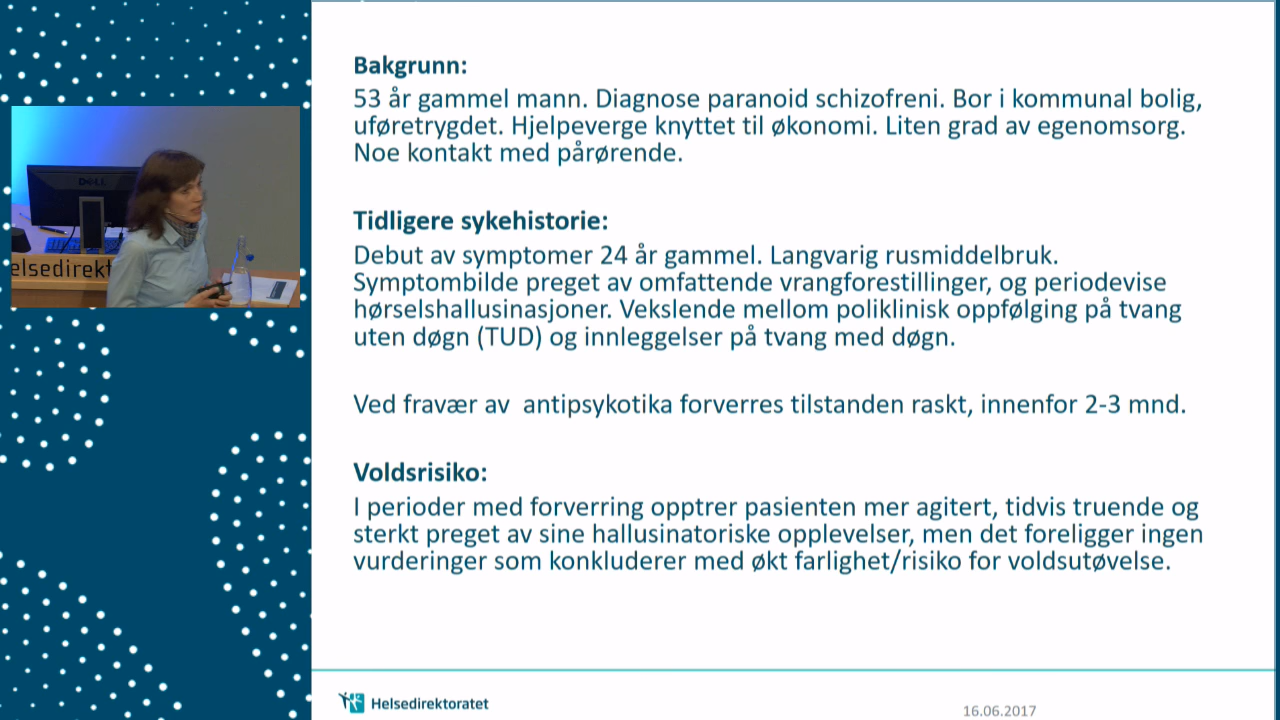 Bakgrunn:
53 år gammel mann. Diagnose paranoid schizofreni. Bor i kommunal bolig,
uføretrygdet. Hjelpeverge knyttet til økonomi. Liten grad av egenomsorg.
Noe kontakt med pårørende.
Tidligere sykehistorie:
Debut av symptomer 24 år gammel. Langvarig rusmiddelbruk.
Symptombilde preget av omfattende vrangforestillinger, og periodevise
hørselshallusinasjoner. Vekslende mellom poliklinisk oppfølging på tvang
uten døgn (TUD) og innleggelser på tvang med døgn.
Ved fravær av  antipsykotika forverres tilstanden raskt, innenfor 2-3 mnd.
Voldsrisiko:
I perioder med forverring opptrer pasienten mer agitert, tidvis truende og
sterkt preget av sine hallusinatoriske opplevelser, men det foreligger ingen
vurderinger som konkluderer med økt farlighet/risiko for voldsutøvelse.
DELL
elsedirekt
Helsedirektoratet
16.06.2017